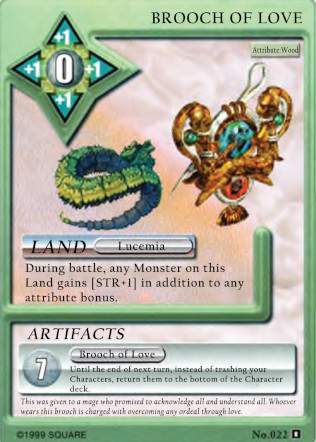 BROOCH OF LOVE
Attribute:Wood
+1
+1 0 +1
+1
LAND Lucemia
During battle, any Monster on this
Land gains [STR+1] in addition to any
attribute bonus.
ARTIFACTS
7
Brooch of Love
Until the end of next turn, instead of trashing your
Characters, return them to the bottom of the Character
deck.
This was given to a mage who promised to acknowledge all and understand all. Whoever
wears this brooch is charged with overcoming any ordeal through love.
©1999 SQUARE No.022